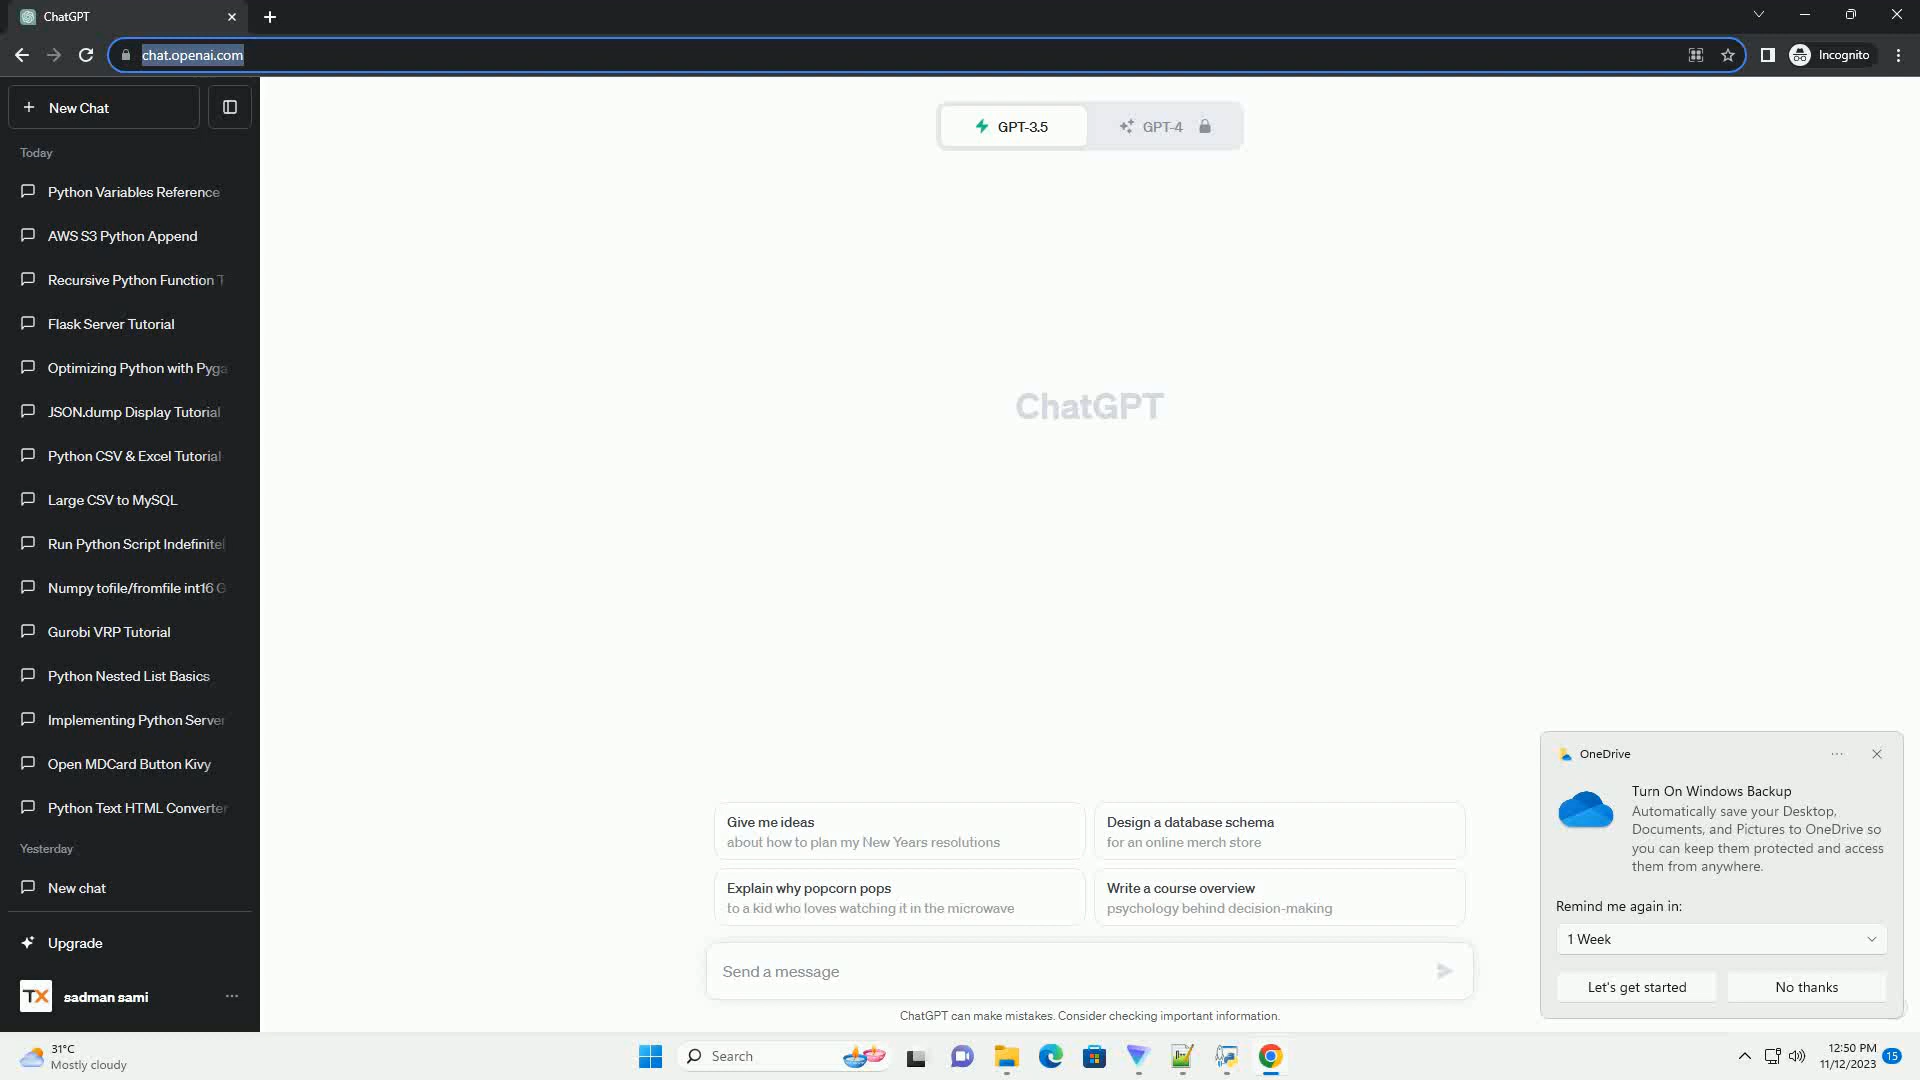 ChatGPT
chat.openai.com
Incognito
New Chat
Today
Python Variables Reference
AWS S3 Python Append
Recursive Python Function T
Flask Server Tutorial
Optimizing Python with Pyga
JSON.dump Display Tutorial
Python CSV & Excel Tutorial
Large CSV to MySQL
Run Python Script Indefinitel
Numpy tofile/fromfile int16 G
Gurobi VRP Tutorial
Python Nested List Basics
Implementing Python Server
Open MDCard Button Kivy
Python Text HTML Converter
Yesterday
New chat
Upgrade
TX sadman sami
GPT-3.5
GPT-4
ChatGPT
Give me ideas
about how to plan my New Years resolutions
Design a database schema
for an online merch store
Explain why popcorn pops
to a kid who loves watching it in the microwave
Write a course overview
psychology behind decision-making
Send a message
ChatGPT can make mistakes. Consider checking important information.
OneDrive
Turn On Windows Backup
Automatically save your Desktop,
Documents, and Pictures to OneDrive so
you can keep them protected and access
them from anywhere.
Remind me again in:
1 Week
Let's get started
No thanks
31°C
Mostly cloudy
Search
12:50 PM
11/12/2023
15